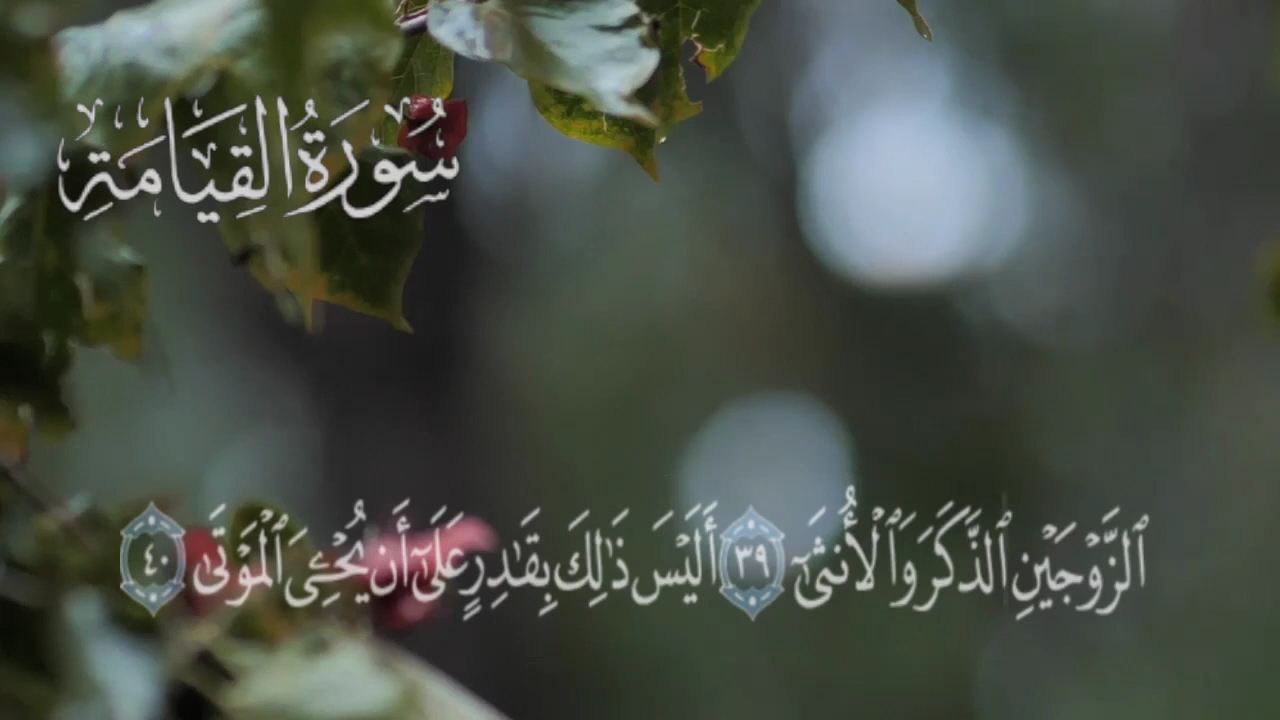 سُورَةُ القِيَامَةِ
ٱلزَّوْجَيْنِ ٱلذَّكَرَ وَٱلْأُنثَىٰٓ ٣٩ أَلَيْسَ ذَٰلِكَ بِقَـٰدِرٍ عَلَىٰٓ أَن يُحْـِۧىَ ٱلْمَوْتَىٰ ٤٠